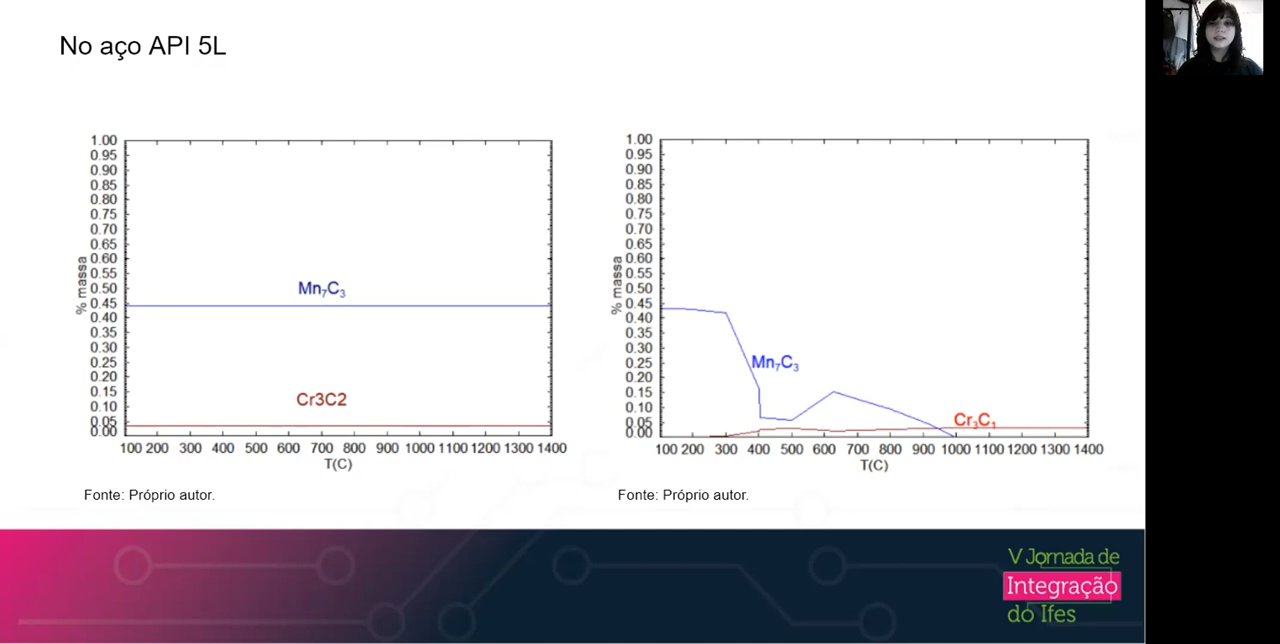 No aço API 5L
1.00
0.95
0.90
0.85
0.80
0.75
0.70
0.65
0.60
0.55
0.50
0.45
0.40
0.35
0.30
0.25
0.20
0.15
0.10
0.05
0.00
% massa
Mn₇C₃
Cr3C2
100 200 300 400 500 600 700 800 900 1000 1100 1200 1300 1400
T(C)
Fonte: Próprio autor.
1.00
0.95
0.90
0.85
0.80
0.75
0.70
0.65
0.60
0.55
0.50
0.45
0.40
0.35
0.30
0.25
0.20
0.15
0.10
0.05
0.00
% massa
Mn₇C₃
Cr₃C₁
100 200 300 400 500 600 700 800 900 1000 1100 1200 1300 1400
T(C)
Fonte: Próprio autor.
V Jornada de
Integração
do Ifes